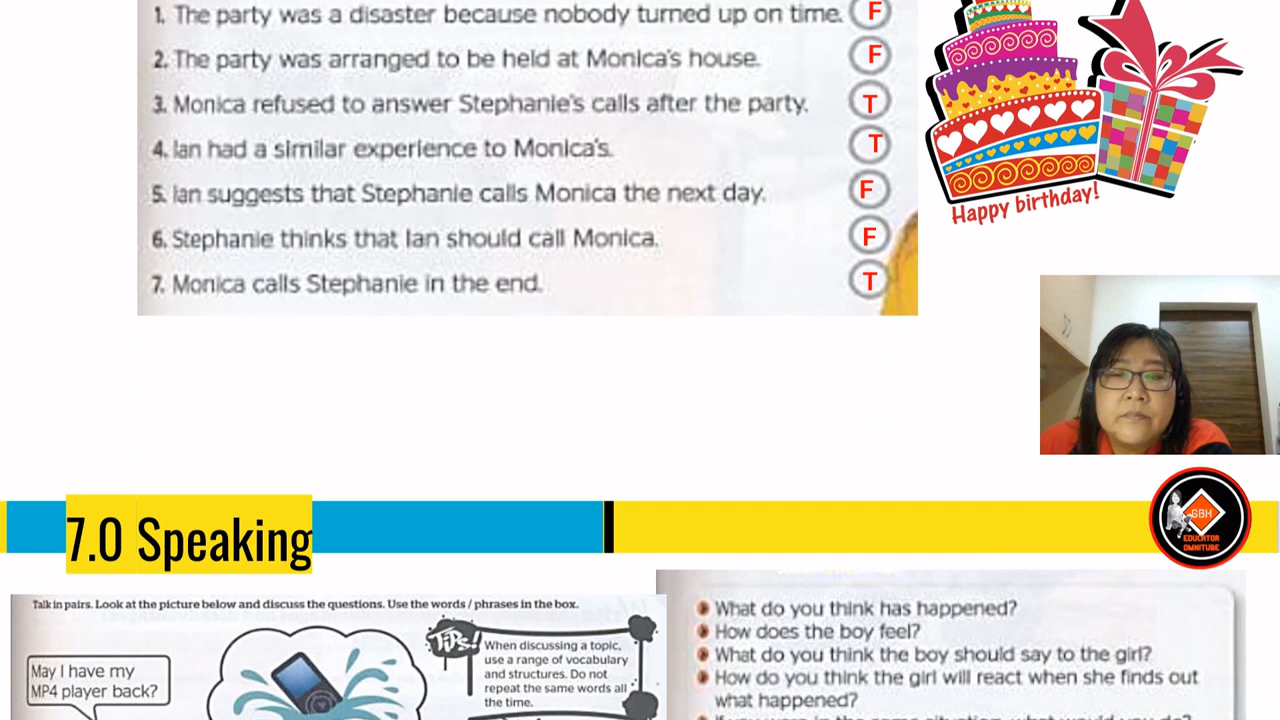 1. The party was a disaster because nobody turned up on time. F
2. The party was arranged to be held at Monica's house. F
3. Monica refused to answer Stephanie's calls after the party. T
4. Ian had a similar experience to Monica's. T
5. Ian suggests that Stephanie calls Monica the next day. F
6. Stephanie thinks that Ian should call Monica. F
7. Monica calls Stephanie in the end. T
Happy birthday!
7.0 Speaking
GBH
EDUCATOR
OMNITUBE
Talk in pairs. Look at the picture below and discuss the questions. Use the words / phrases in the box.
May I have my
MP4 player back?
TiPs!
When discussing a topic,
use a range of vocabulary
and structures. Do not
repeat the same words all
the time.
What do you think has happened?
How does the boy feel?
What do you think the boy should say to the girl?
How do you think the girl will react when she finds out
what happened?